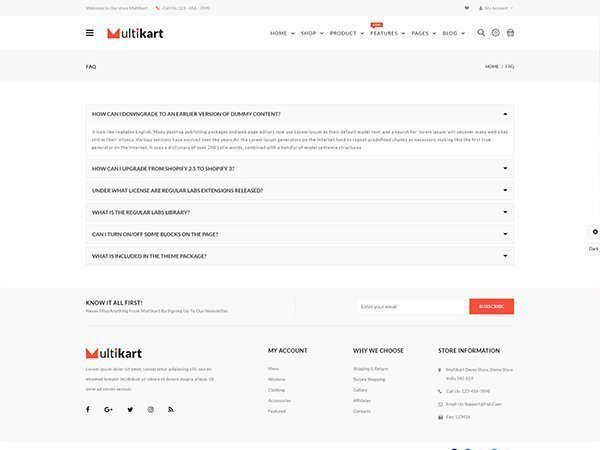 Welcome to Our store Multikart
Call Us: 123 - 456 - 7890
My Account
Multikart
HOME
SHOP
PRODUCT
NEW
FEATURES
PAGES
BLOG
FAQ
HOME / FAQ
HOW CAN I DOWNGRADE TO AN EARLIER VERSION OF DUMMY CONTENT?
it look like readable English. Many desktop publishing packages and web page editors now use Lorem Ipsum as their default model text, and a search for 'lorem ipsum' will uncover many web sites
still in their infancy. Various versions have evolved over the years.All the Lorem Ipsum generators on the Internet tend to repeat predefined chunks as necessary, making this the first true
generator on the Internet. It uses a dictionary of over 200 Latin words, combined with a handful of model sentence structures
HOW CAN I UPGRADE FROM SHOPIFY 2.5 TO SHOPIFY 3?
UNDER WHAT LICENSE ARE REGULAR LABS EXTENSIONS RELEASED?
WHAT IS THE REGULAR LABS LIBRARY?
CAN I TURN ON/OFF SOME BLOCKS ON THE PAGE?
Dark
WHAT IS INCLUDED IN THE THEME PACKAGE?
KNOW IT ALL FIRST!
Never Miss Anything From Multikart By Signing Up To Our Newsletter.
Enter your email
SUBSCRIBE
Multikart
Lorem ipsum dolor sit amet, consectetur adipiscing elit, sed do
eiusmod tempor incididunt ut labore et dolore magna aliqua. Ut
enim ad minim veniam.
MY ACCOUNT
Mens
Womens
Clothing
Accessories
Featured
WHY WE CHOOSE
Shipping & Return
Secure Shopping
Gallary
Affiliates
Contacts
STORE INFORMATION
Multikart Demo Store, Demo Store
India 345-659
Call Us: 123-456-7898
Email Us: Support@Fiot.Com
Fax: 123456